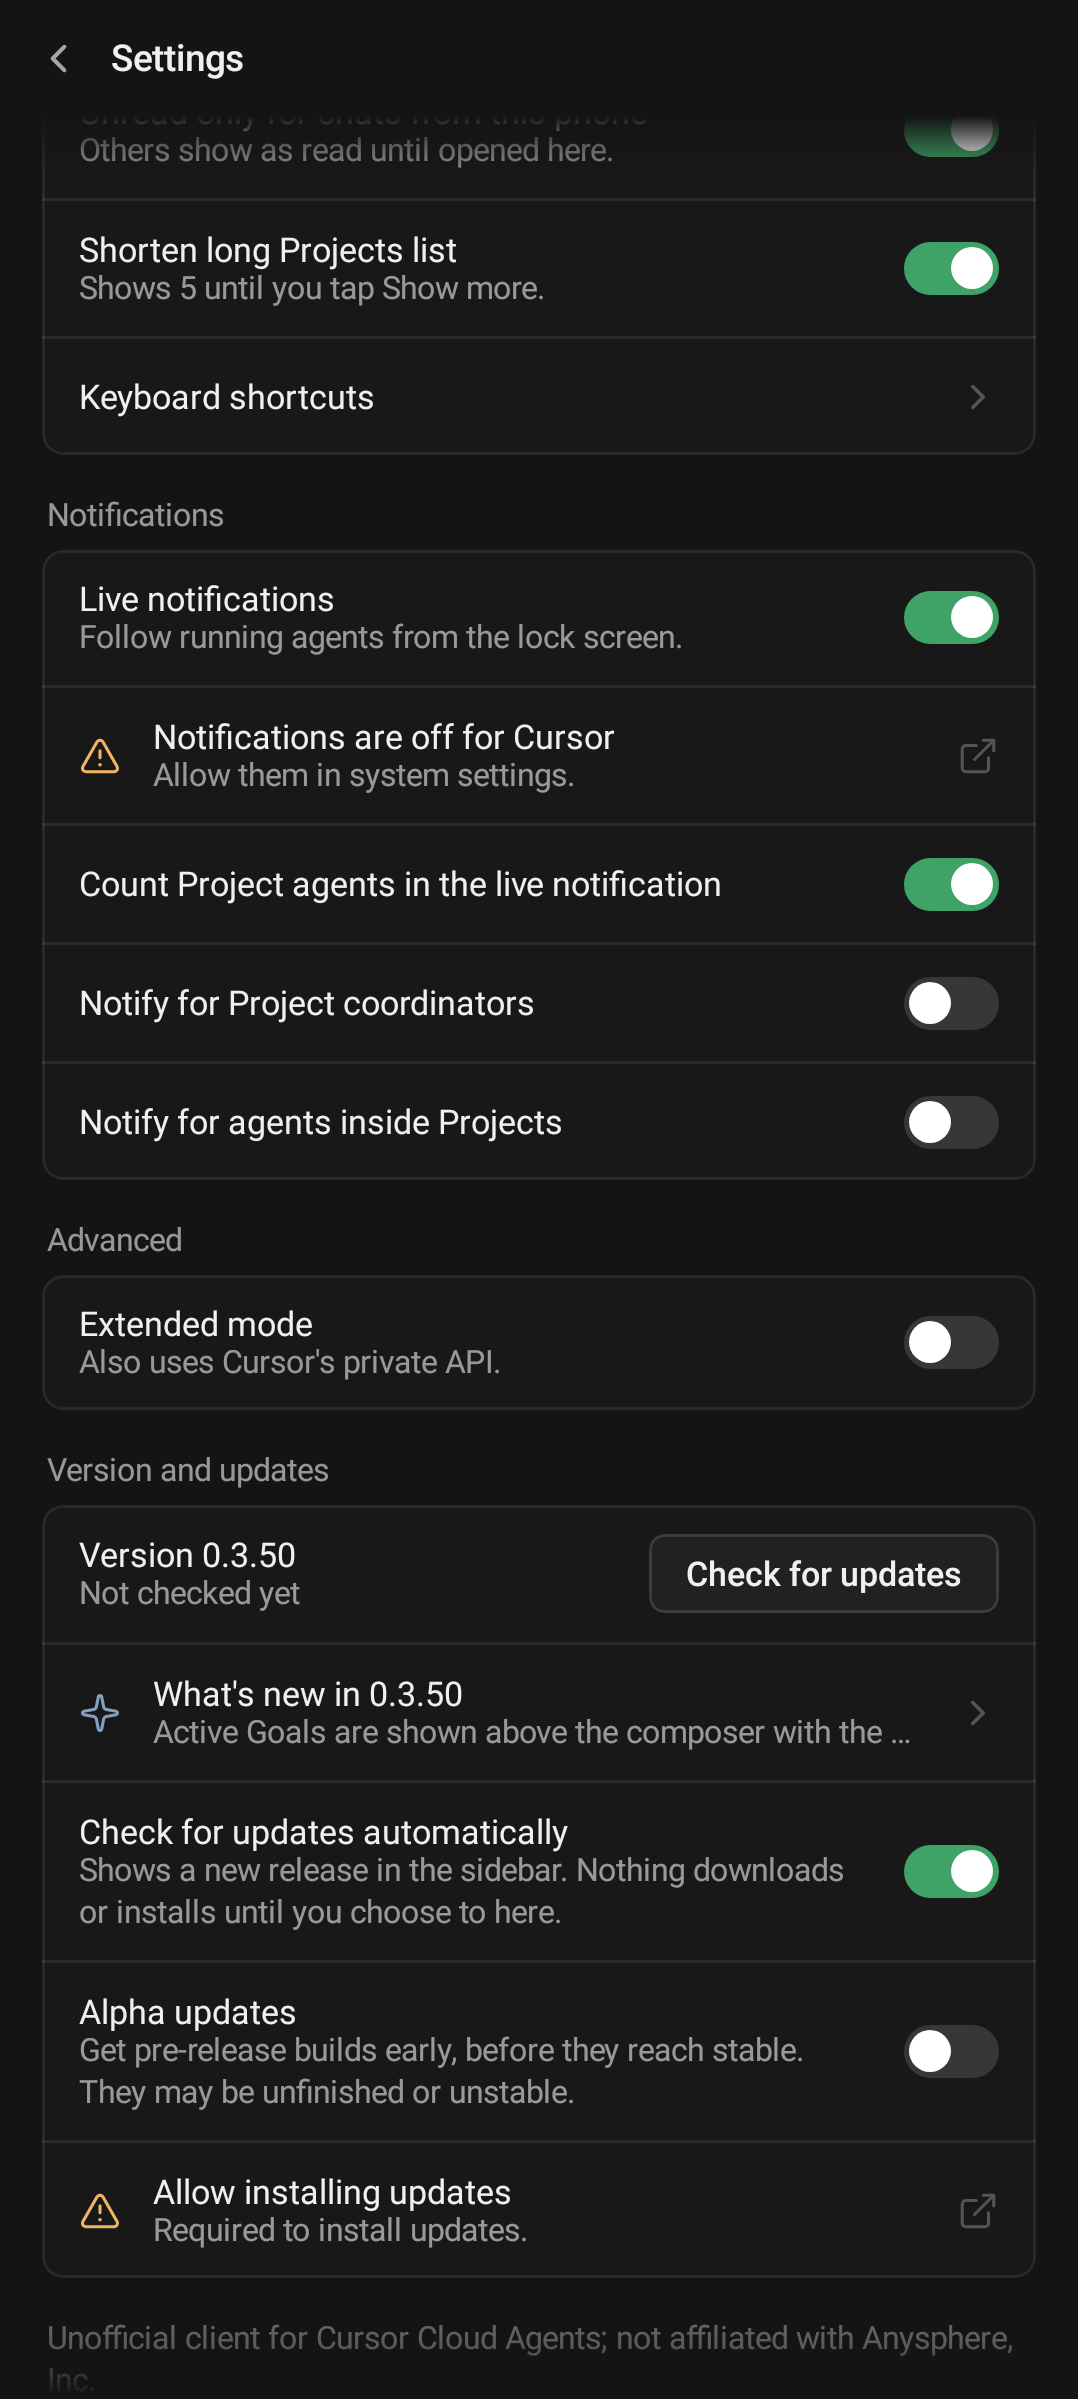 Settings
Unread only for chats from this phone
Others show as read until opened here.
Shorten long Projects list
Shows 5 until you tap Show more.
Keyboard shortcuts
Notifications
Live notifications
Follow running agents from the lock screen.
Notifications are off for Cursor
Allow them in system settings.
Count Project agents in the live notification
Notify for Project coordinators
Notify for agents inside Projects
Advanced
Extended mode
Also uses Cursor's private API.
Version and updates
Version 0.3.50
Not checked yet
Check for updates
What's new in 0.3.50
Active Goals are shown above the composer with the ...
Check for updates automatically
Shows a new release in the sidebar. Nothing downloads
or installs until you choose to here.
Alpha updates
Get pre-release builds early, before they reach stable.
They may be unfinished or unstable.
Allow installing updates
Required to install updates.
Unofficial client for Cursor Cloud Agents; not affiliated with Anysphere,
Inc.